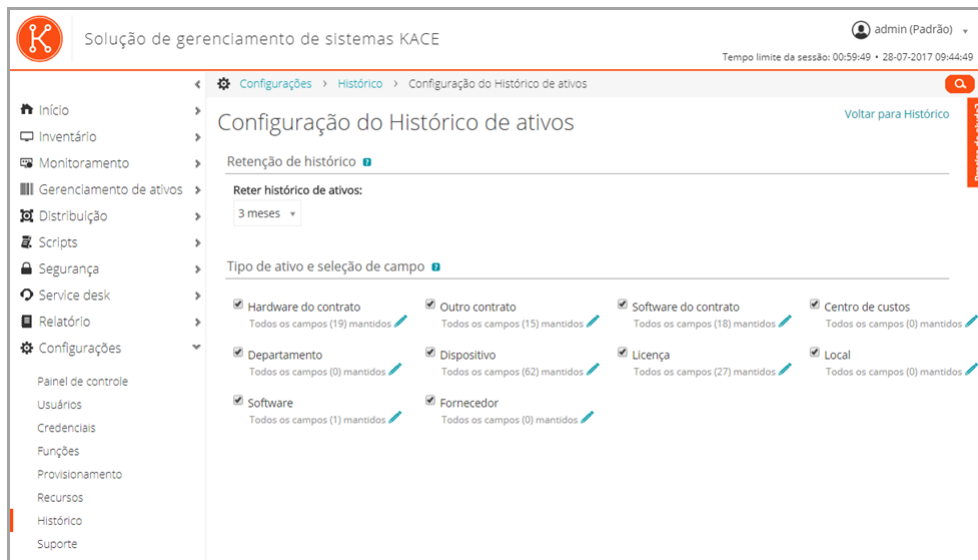 Solução de gerenciamento de sistemas KACE
admin (Padrão)
Tempo limite da sessão: 00:59:49 • 28-07-2017 09:44:49
Configurações > Histórico > Configuração do Histórico de ativos
Início
Inventário
Monitoramento
Gerenciamento de ativos
Distribuição
Scripts
Segurança
Service desk
Relatório
Configurações
Painel de controle
Usuários
Credenciais
Funções
Provisionamento
Recursos
Histórico
Suporte
Configuração do Histórico de ativos
Voltar para Histórico
Retenção de histórico
Reter histórico de ativos:
3 meses
Tipo de ativo e seleção de campo
Hardware do contrato
Todos os campos (19) mantidos
Outro contrato
Todos os campos (15) mantidos
Software do contrato
Todos os campos (18) mantidos
Centro de custos
Todos os campos (0) mantidos
Departamento
Todos os campos (0) mantidos
Dispositivo
Todos os campos (62) mantidos
Licença
Todos os campos (27) mantidos
Local
Todos os campos (0) mantidos
Software
Todos os campos (1) mantidos
Fornecedor
Todos os campos (0) mantidos